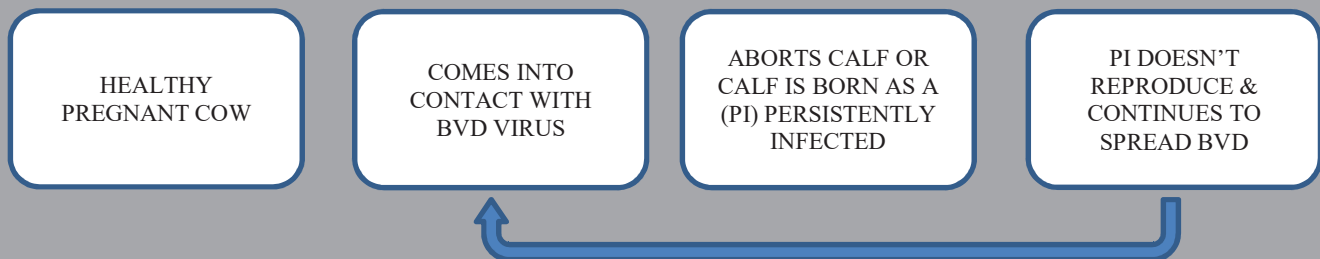 HEALTHY
PREGNANT COW
COMES INTO
CONTACT WITH
BVD VIRUS
ABORTS CALF OR
CALF IS BORN AS A
(PI) PERSISTENTLY
INFECTED
PI DOESN’T
REPRODUCE &
CONTINUES TO
SPREAD BVD